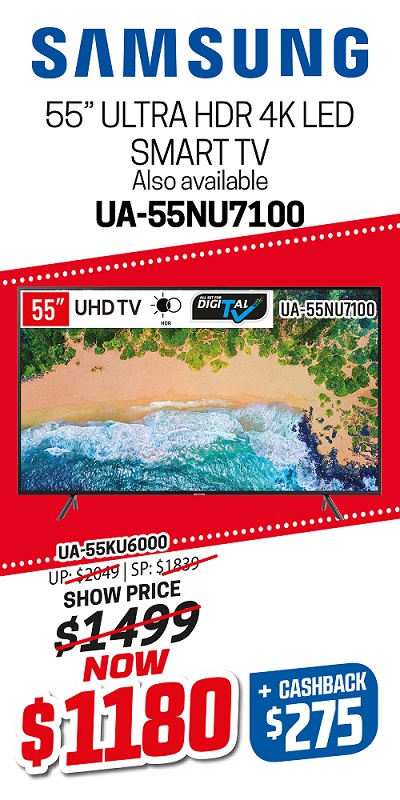 SAMSUNG
55” ULTRA HDR 4K LED
SMART TV
Also available
UA-55NU7100
55” UHD TV HDR ALL SET FOR DIGITAL TV UA-55NU7100
UA-55KU6000
UP: $2049 | SP: $1839
SHOW PRICE
$1499
NOW
$1180
+ CASHBACK
$275